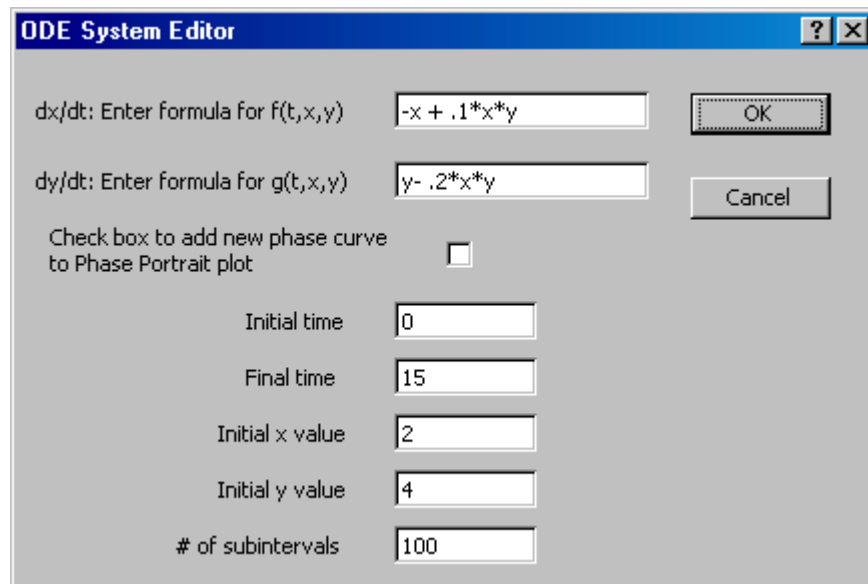 ODE System Editor
dx/dt: Enter formula for f(t,x,y)
-x + .1*x*y
OK
dy/dt: Enter formula for g(t,x,y)
y- .2*x*y
Cancel
Check box to add new phase curve
to Phase Portrait plot
Initial time
0
Final time
15
Initial x value
2
Initial y value
4
# of subintervals
100